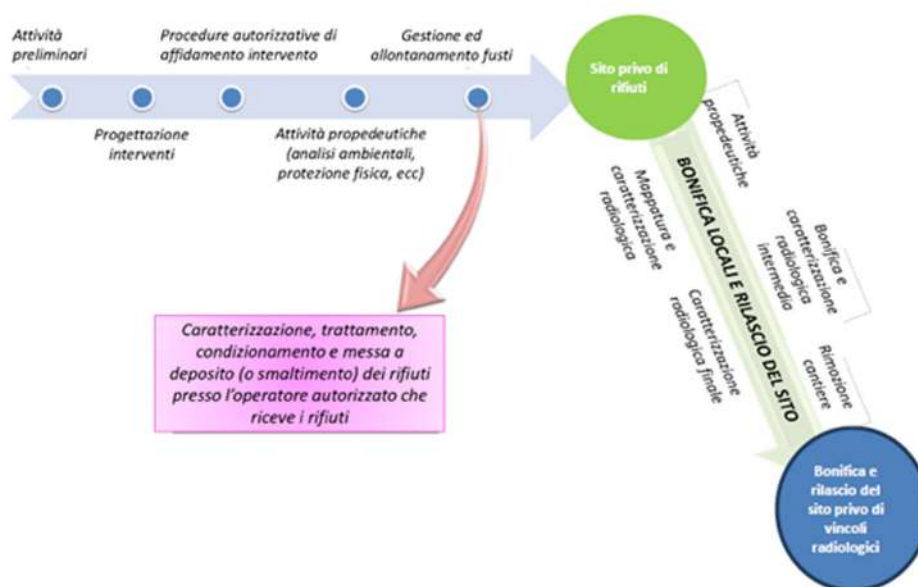 Attività
preliminari
Procedure autorizzative di
affidamento intervento
Gestione ed
allontanamento fusti
Progettazione
interventi
Attività propedeutiche
(analisi ambientali,
protezione fisica, ecc)
Sito privo di
rifiuti
Caratterizzazione, trattamento,
condizionamento e messa a
deposito (o smaltimento) dei rifiuti
presso l'operatore autorizzato che
riceve i rifiuti
Attività
propedeutiche
Mappatura e
caratterizzazione
radiologica
BONIFICA LOCALI E RILASCIO DEL SITO
Bonifica e
caratterizzazione
radiologica
intermedia
Caratterizzazione
radiologica finale
Rimozione
cantiere
Bonifica e
rilascio del
sito privo di
vincoli
radiologici